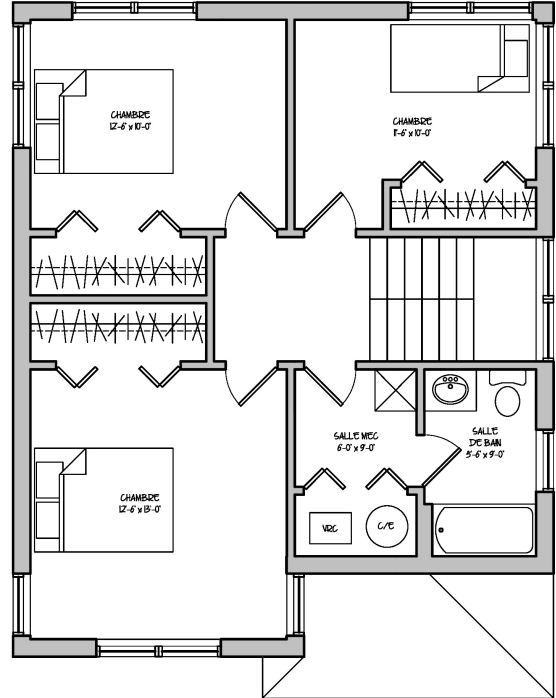 CHAMBRE
12'-6" x 10'-0"
CHAMBRE
11'-6" x 10'-0"
SALLE MEC
6'-0" x 9'-0"
SALLE
DE BAIN
5'-6" x 9'-0"
CHAMBRE
12'-6" x 13'-0"
VRC
C/E